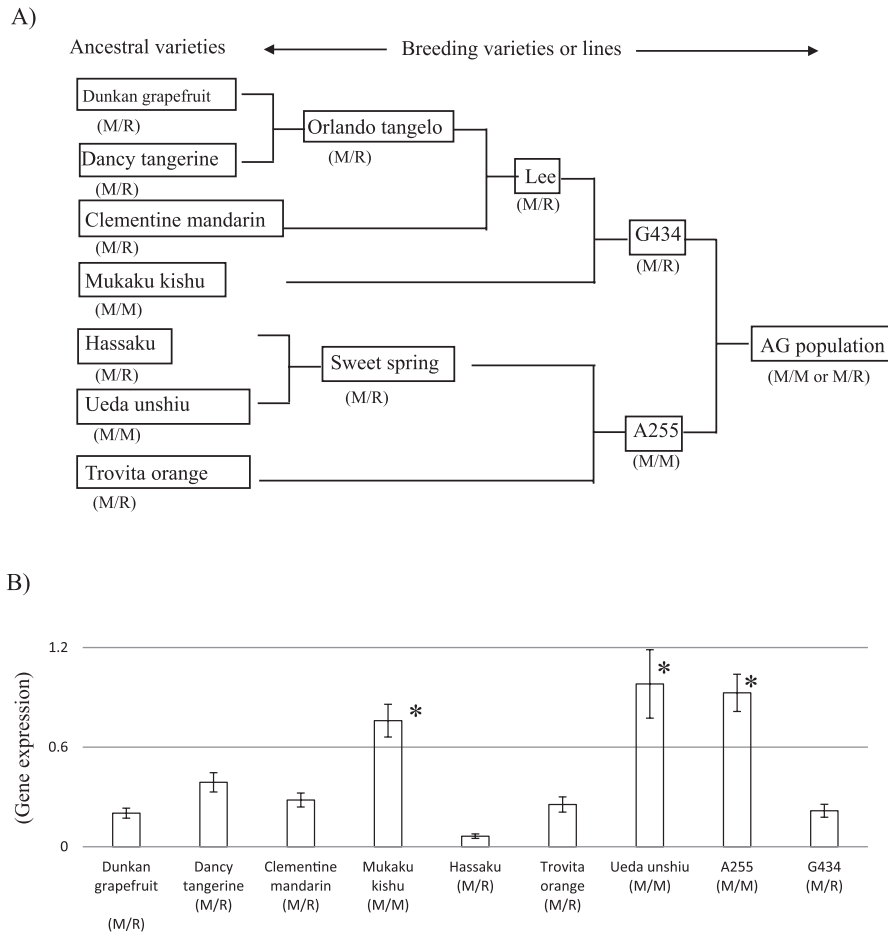 A)
Ancestral varieties
Breeding varieties or lines
Dunkan grapefruit
(M/R)
Dancy tangerine
(M/R)
Clementine mandarin
(M/R)
Mukaku kishu
(M/M)
Hassaku
(M/R)
Ueda unshiu
(M/M)
Trovita orange
(M/R)
Orlando tangelo
(M/R)
Lee
(M/R)
Sweet spring
(M/R)
G434
(M/R)
A255
(M/M)
AG population
(M/M or M/R)
B)
(Gene expression)
1.2
0.6
0
*
*
*
Dunkan
grapefruit
(M/R)
Dancy
tangerine
(M/R)
Clementine
mandarin
(M/R)
Mukaku
kishu
(M/M)
Hassaku
(M/R)
Trovita
orange
(M/R)
Ueda unshiu
(M/M)
A255
(M/M)
G434
(M/R)